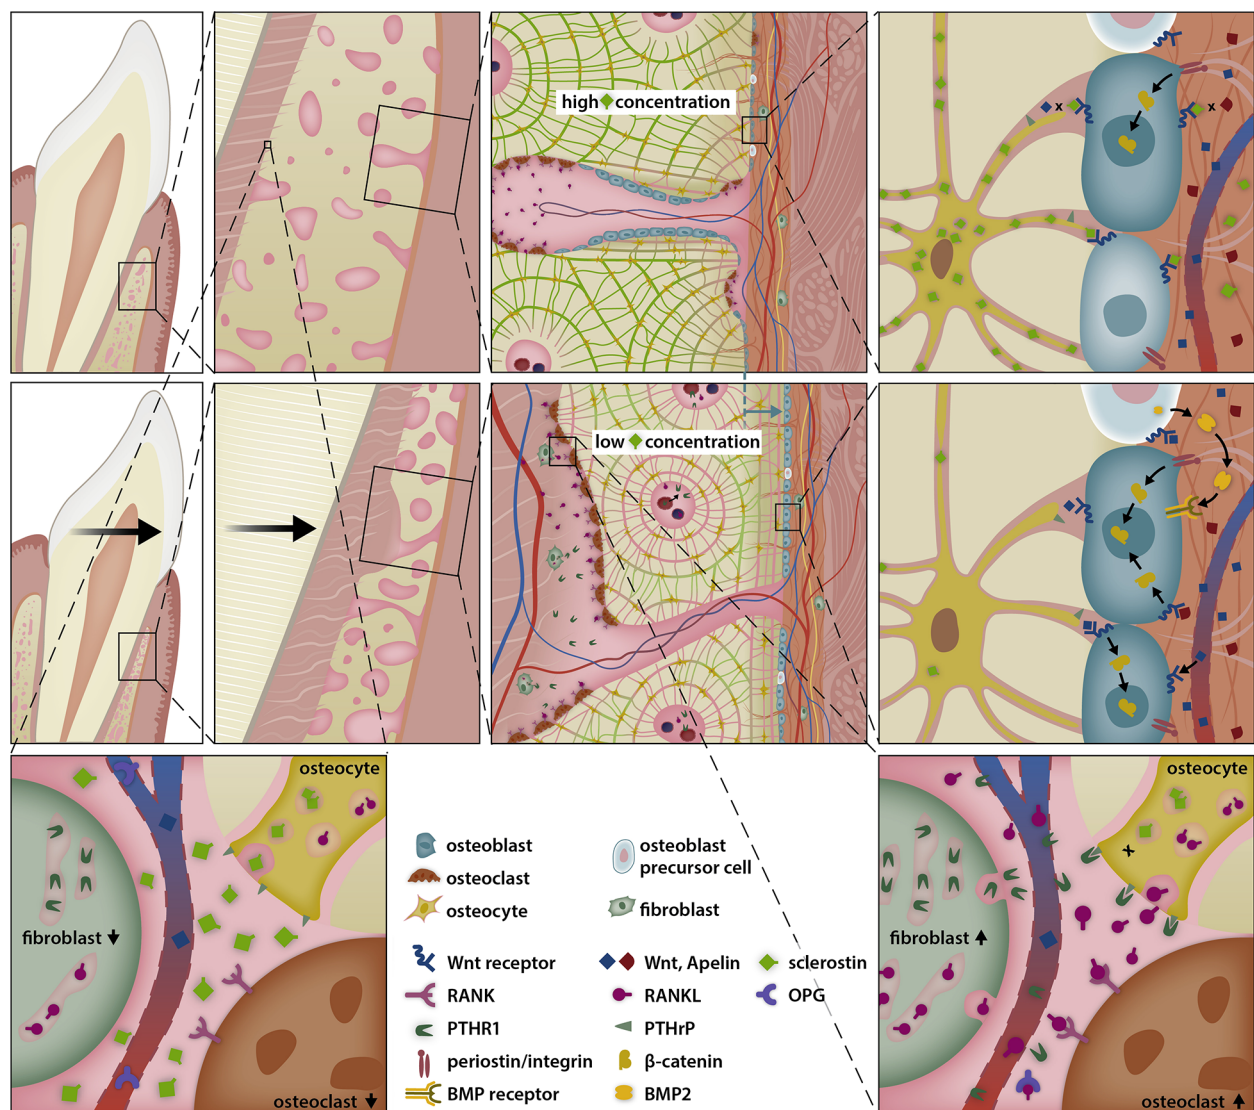 high concentration
x
x
low concentration
osteocyte
fibroblast
osteoclast
osteoblast
osteoclast
osteocyte
osteoblast
precursor cell
fibroblast
Wnt receptor
Wnt, Apelin
sclerostin
RANK
RANKL
OPG
PTHR1
PTHrP
periostin/integrin
β-catenin
BMP receptor
BMP2
osteocyte
x
fibroblast
osteoclast